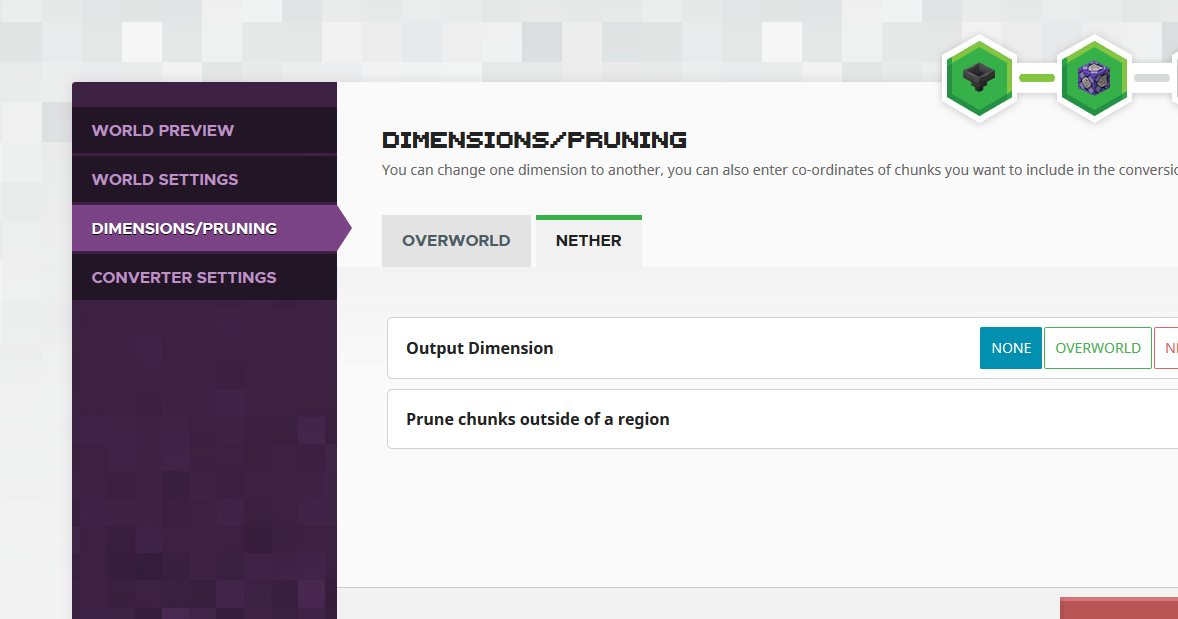 WORLD PREVIEW
WORLD SETTINGS
DIMENSIONS/PRUNING
CONVERTER SETTINGS
DIMENSIONS/PRUNING
You can change one dimension to another, you can also enter co-ordinates of chunks you want to include in the
OVERWORLD
NETHER
Output Dimension
NONE
OVERWORLD
Prune chunks outside of a region